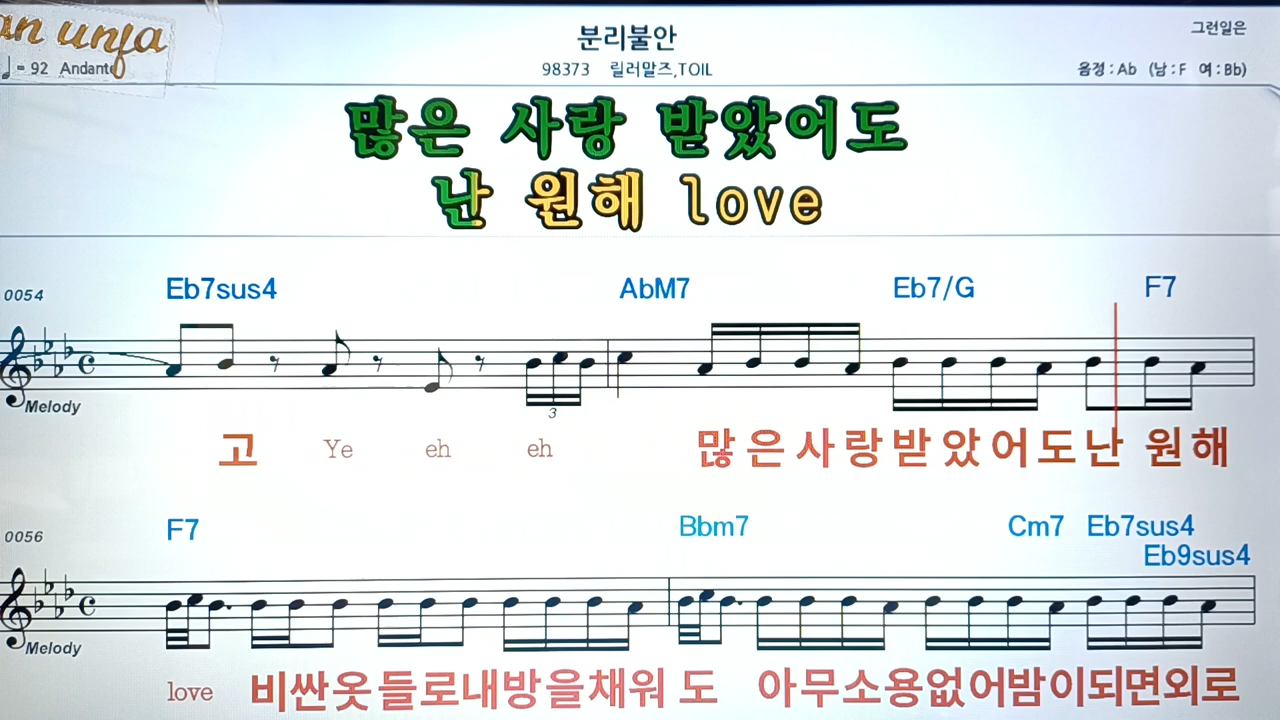 an unfa
분리불안
그런일은
♩= 92 Andante
98373 릴러말즈,TOIL
음정 : Ab (남 : F 여 : Bb)
많은 사랑 받았어도
난 원해 love
0054
Eb7sus4 AbM7 Eb7/G F7
Melody
3
고 Ye eh eh 많은사랑받았어도난 원해
0056
F7 Bbm7 Cm7 Eb7sus4
Eb9sus4
Melody
love 비싼옷들로내방을채워 도 아무소용없어밤이되면외로